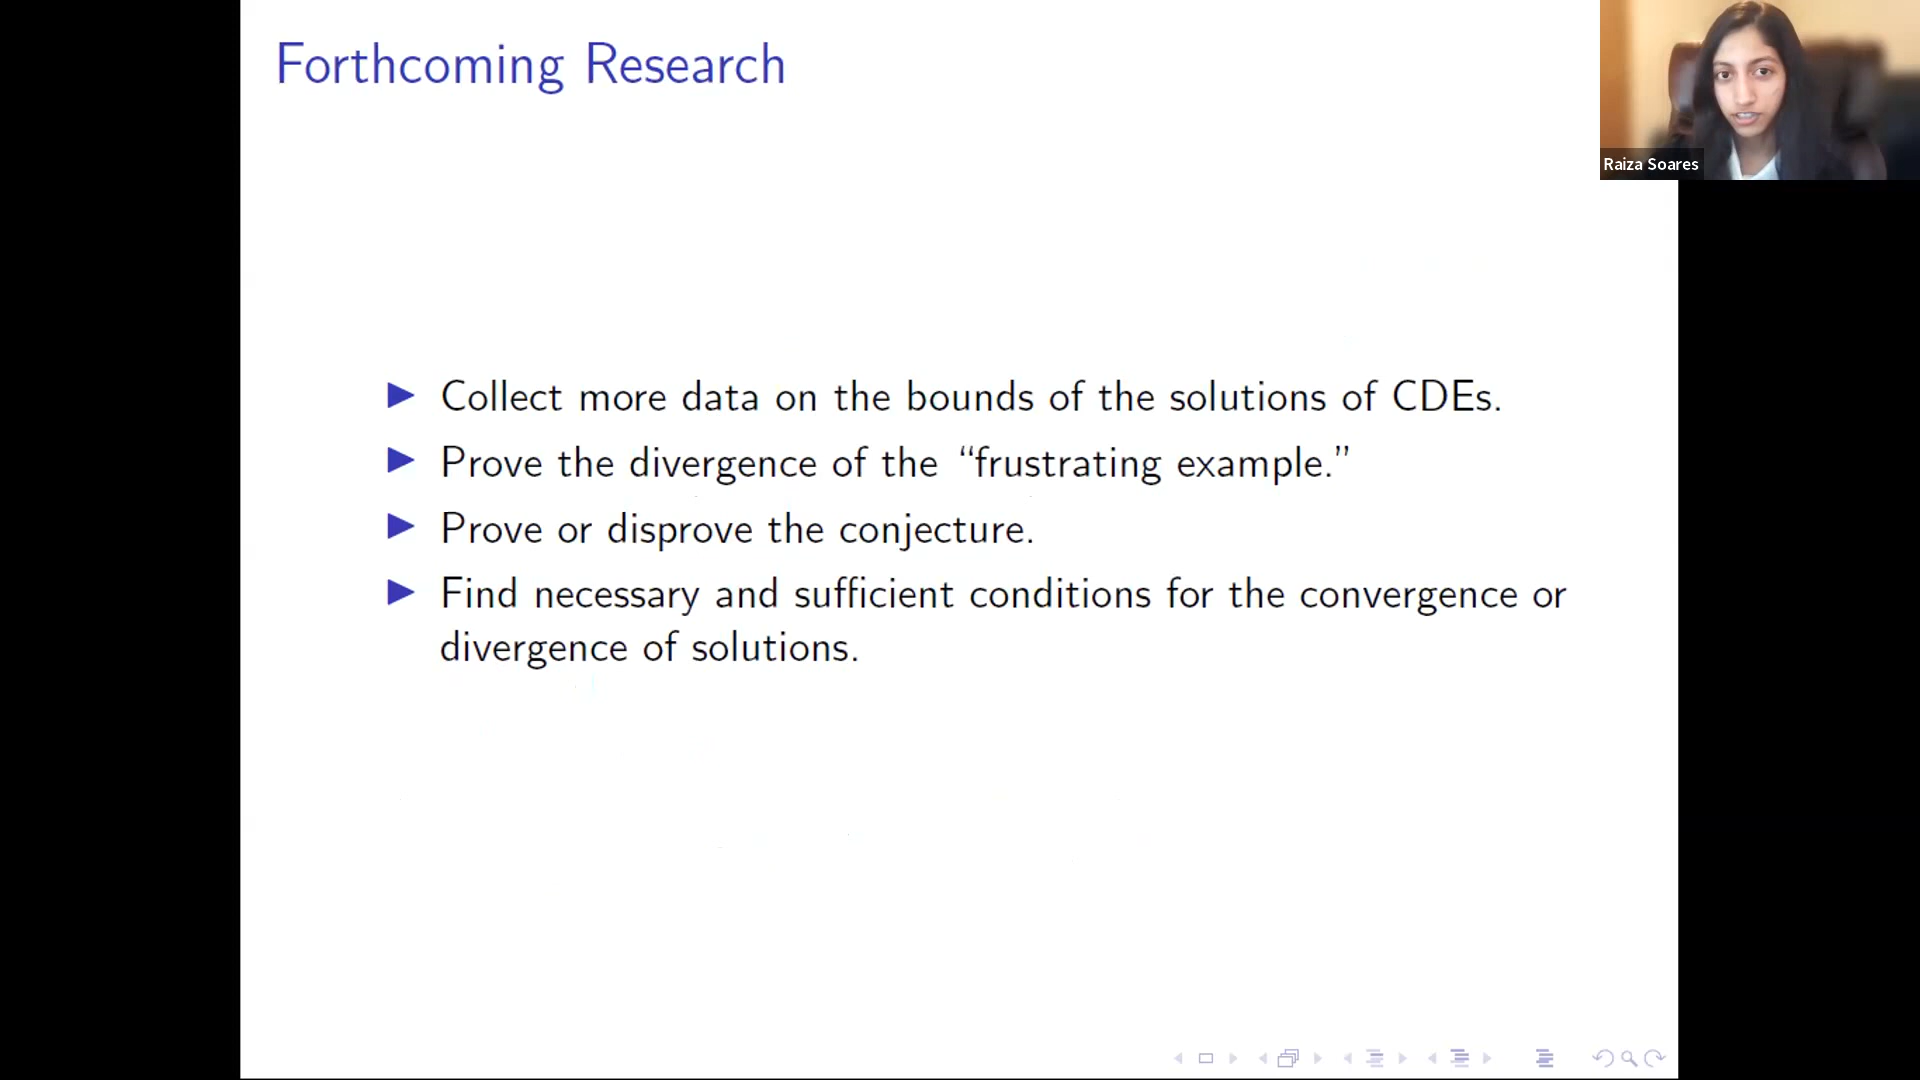 Forthcoming Research
Raiza Soares
Collect more data on the bounds of the solutions of CDEs.
Prove the divergence of the “frustrating example.”
Prove or disprove the conjecture.
Find necessary and sufficient conditions for the convergence or
divergence of solutions.